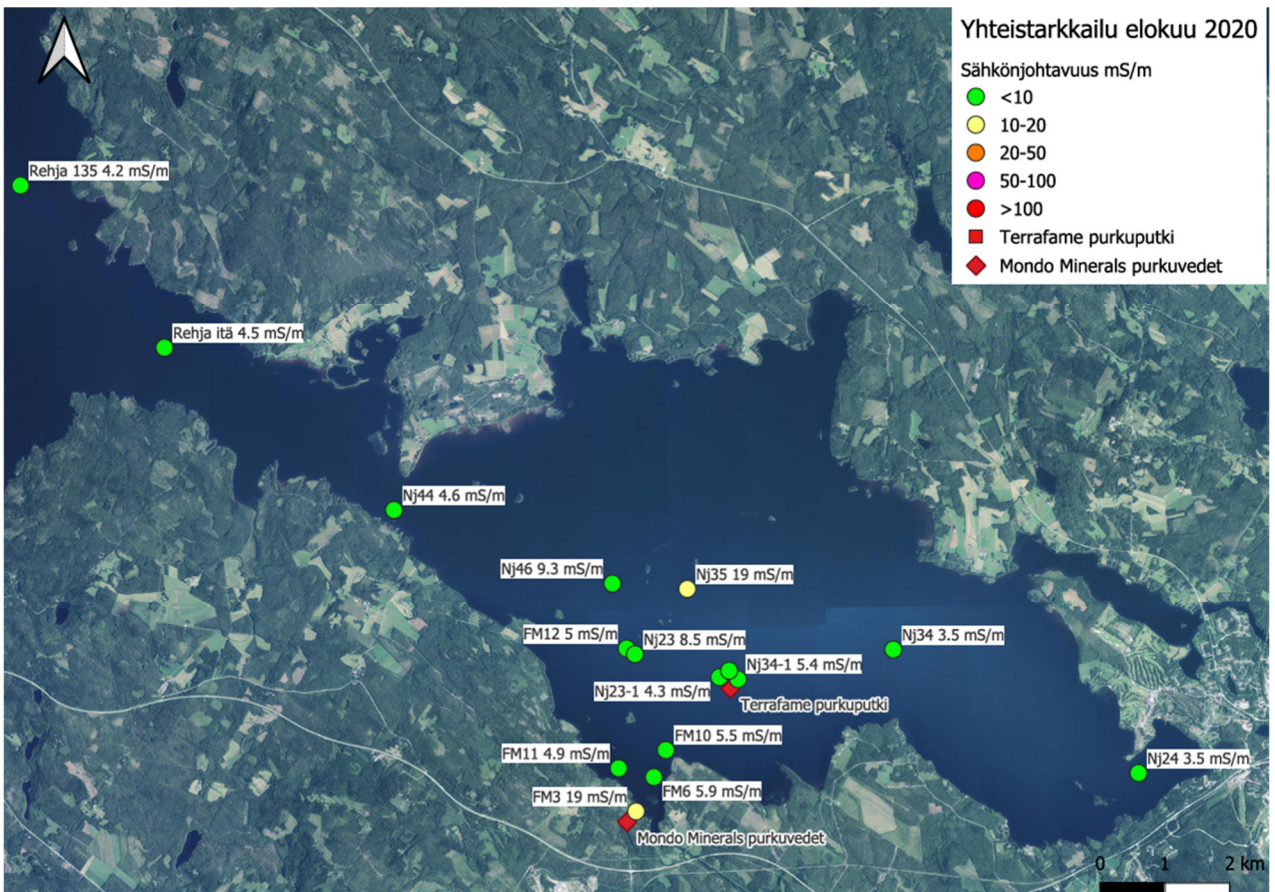 Yhteistarkkailu elokuu 2020
Sähkönjohtavuus mS/m
<10
10-20
20-50
50-100
>100
Terrafame purkuputki
Mondo Minerals purkuvedet
Rehja 135 4.2 mS/m
Rehja itä 4.5 mS/m
Nj44 4.6 mS/m
Nj46 9.3 mS/m
Nj35 19 mS/m
FM12 5 mS/m
Nj23 8.5 mS/m
Nj34 3.5 mS/m
Nj34-1 5.4 mS/m
Nj23-1 4.3 mS/m
Terrafame purkuputki
FM10 5.5 mS/m
FM11 4.9 mS/m
Nj24 3.5 mS/m
FM6 5.9 mS/m
FM3 19 mS/m
Mondo Minerals purkuvedet
0 1 2 km